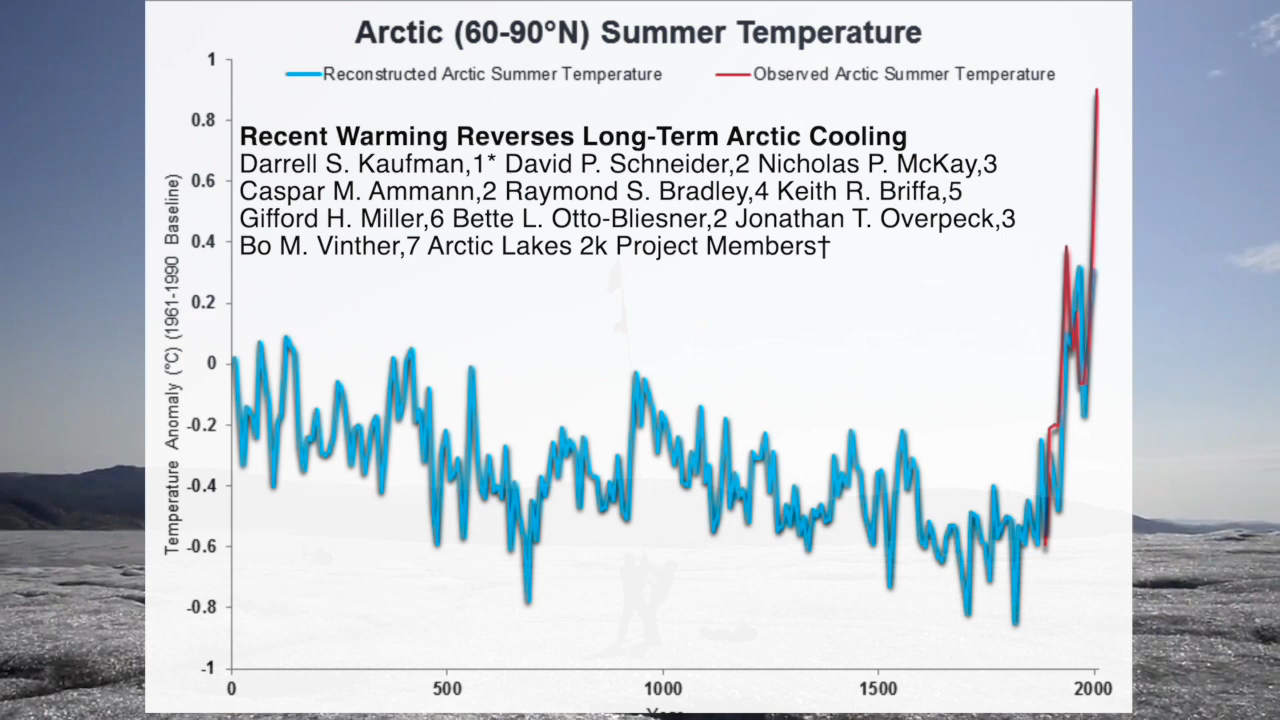 Arctic (60-90°N) Summer Temperature
Reconstructed Arctic Summer Temperature
Observed Arctic Summer Temperature
Recent Warming Reverses Long-Term Arctic Cooling
Darrell S. Kaufman,1* David P. Schneider,2 Nicholas P. McKay,3
Caspar M. Ammann,2 Raymond S. Bradley,4 Keith R. Briffa,5
Gifford H. Miller,6 Bette L. Otto-Bliesner,2 Jonathan T. Overpeck,3
Bo M. Vinther,7 Arctic Lakes 2k Project Members†
Temperature Anomaly (°C) (1961-1990 Baseline)
1
0.8
0.6
0.4
0.2
0
-0.2
-0.4
-0.6
-0.8
-1
0 500 1000 1500 2000